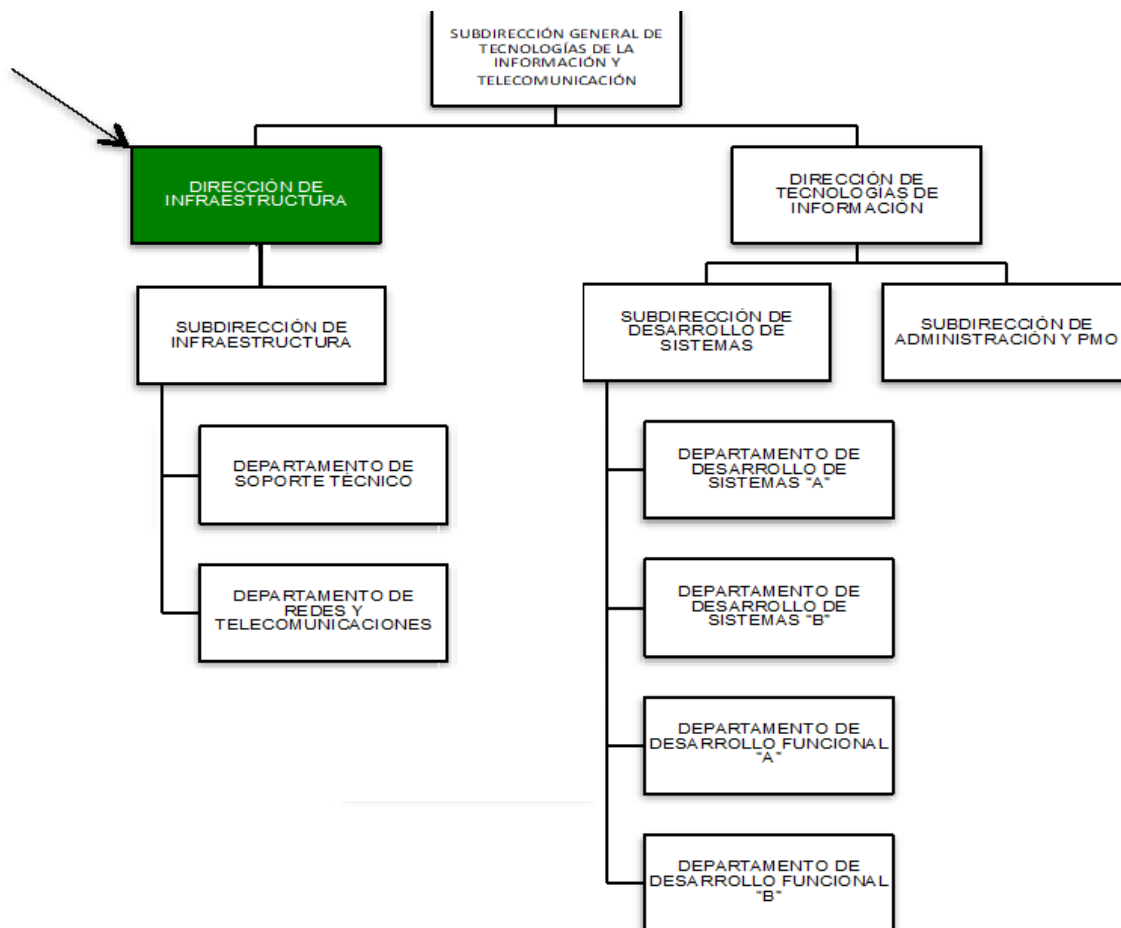 SUBDIRECCIÓN GENERAL DE
TECNOLOGÍAS DE LA
INFORMACIÓN Y
TELECOMUNICACIÓN
DIRECCIÓN DE
INFRAESTRUCTURA
DIRECCIÓN DE
TECNOLOGÍAS DE
INFORMACIÓN
SUBDIRECCIÓN DE
INFRAESTRUCTURA
SUBDIRECCIÓN DE
DESARROLLO DE
SISTEMAS
SUBDIRECCIÓN DE
ADMINISTRACIÓN Y PMO
DEPARTAMENTO DE
SOPORTE TÉCNICO
DEPARTAMENTO DE
REDES Y
TELECOMUNICACIONES
DEPARTAMENTO DE
DESARROLLO DE
SISTEMAS "A"
DEPARTAMENTO DE
DESARROLLO DE
SISTEMAS "B"
DEPARTAMENTO DE
DESARROLLO FUNCIONAL
"A"
DEPARTAMENTO DE
DESARROLLO FUNCIONAL
"B"